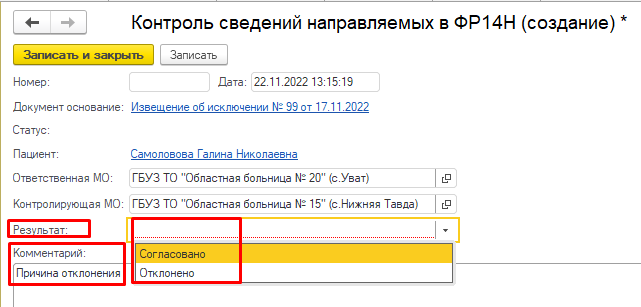 Контроль сведений направляемых в ФР14Н (создание) *
Записать и закрыть Записать
Номер: Дата: 22.11.2022 13:15:19
Документ основание: Извещение об исключении № 99 от 17.11.2022
Статус:
Пациент: Самоловова Галина Николаевна
Ответственная МО: ГБУЗ ТО "Областная больница № 20" (с.Уват)
Контролирующая МО: ГБУЗ ТО "Областная больница № 15" (с.Нижняя Тавда)
Результат:
Согласовано
Комментарий:
Отклонено
Причина отклонения